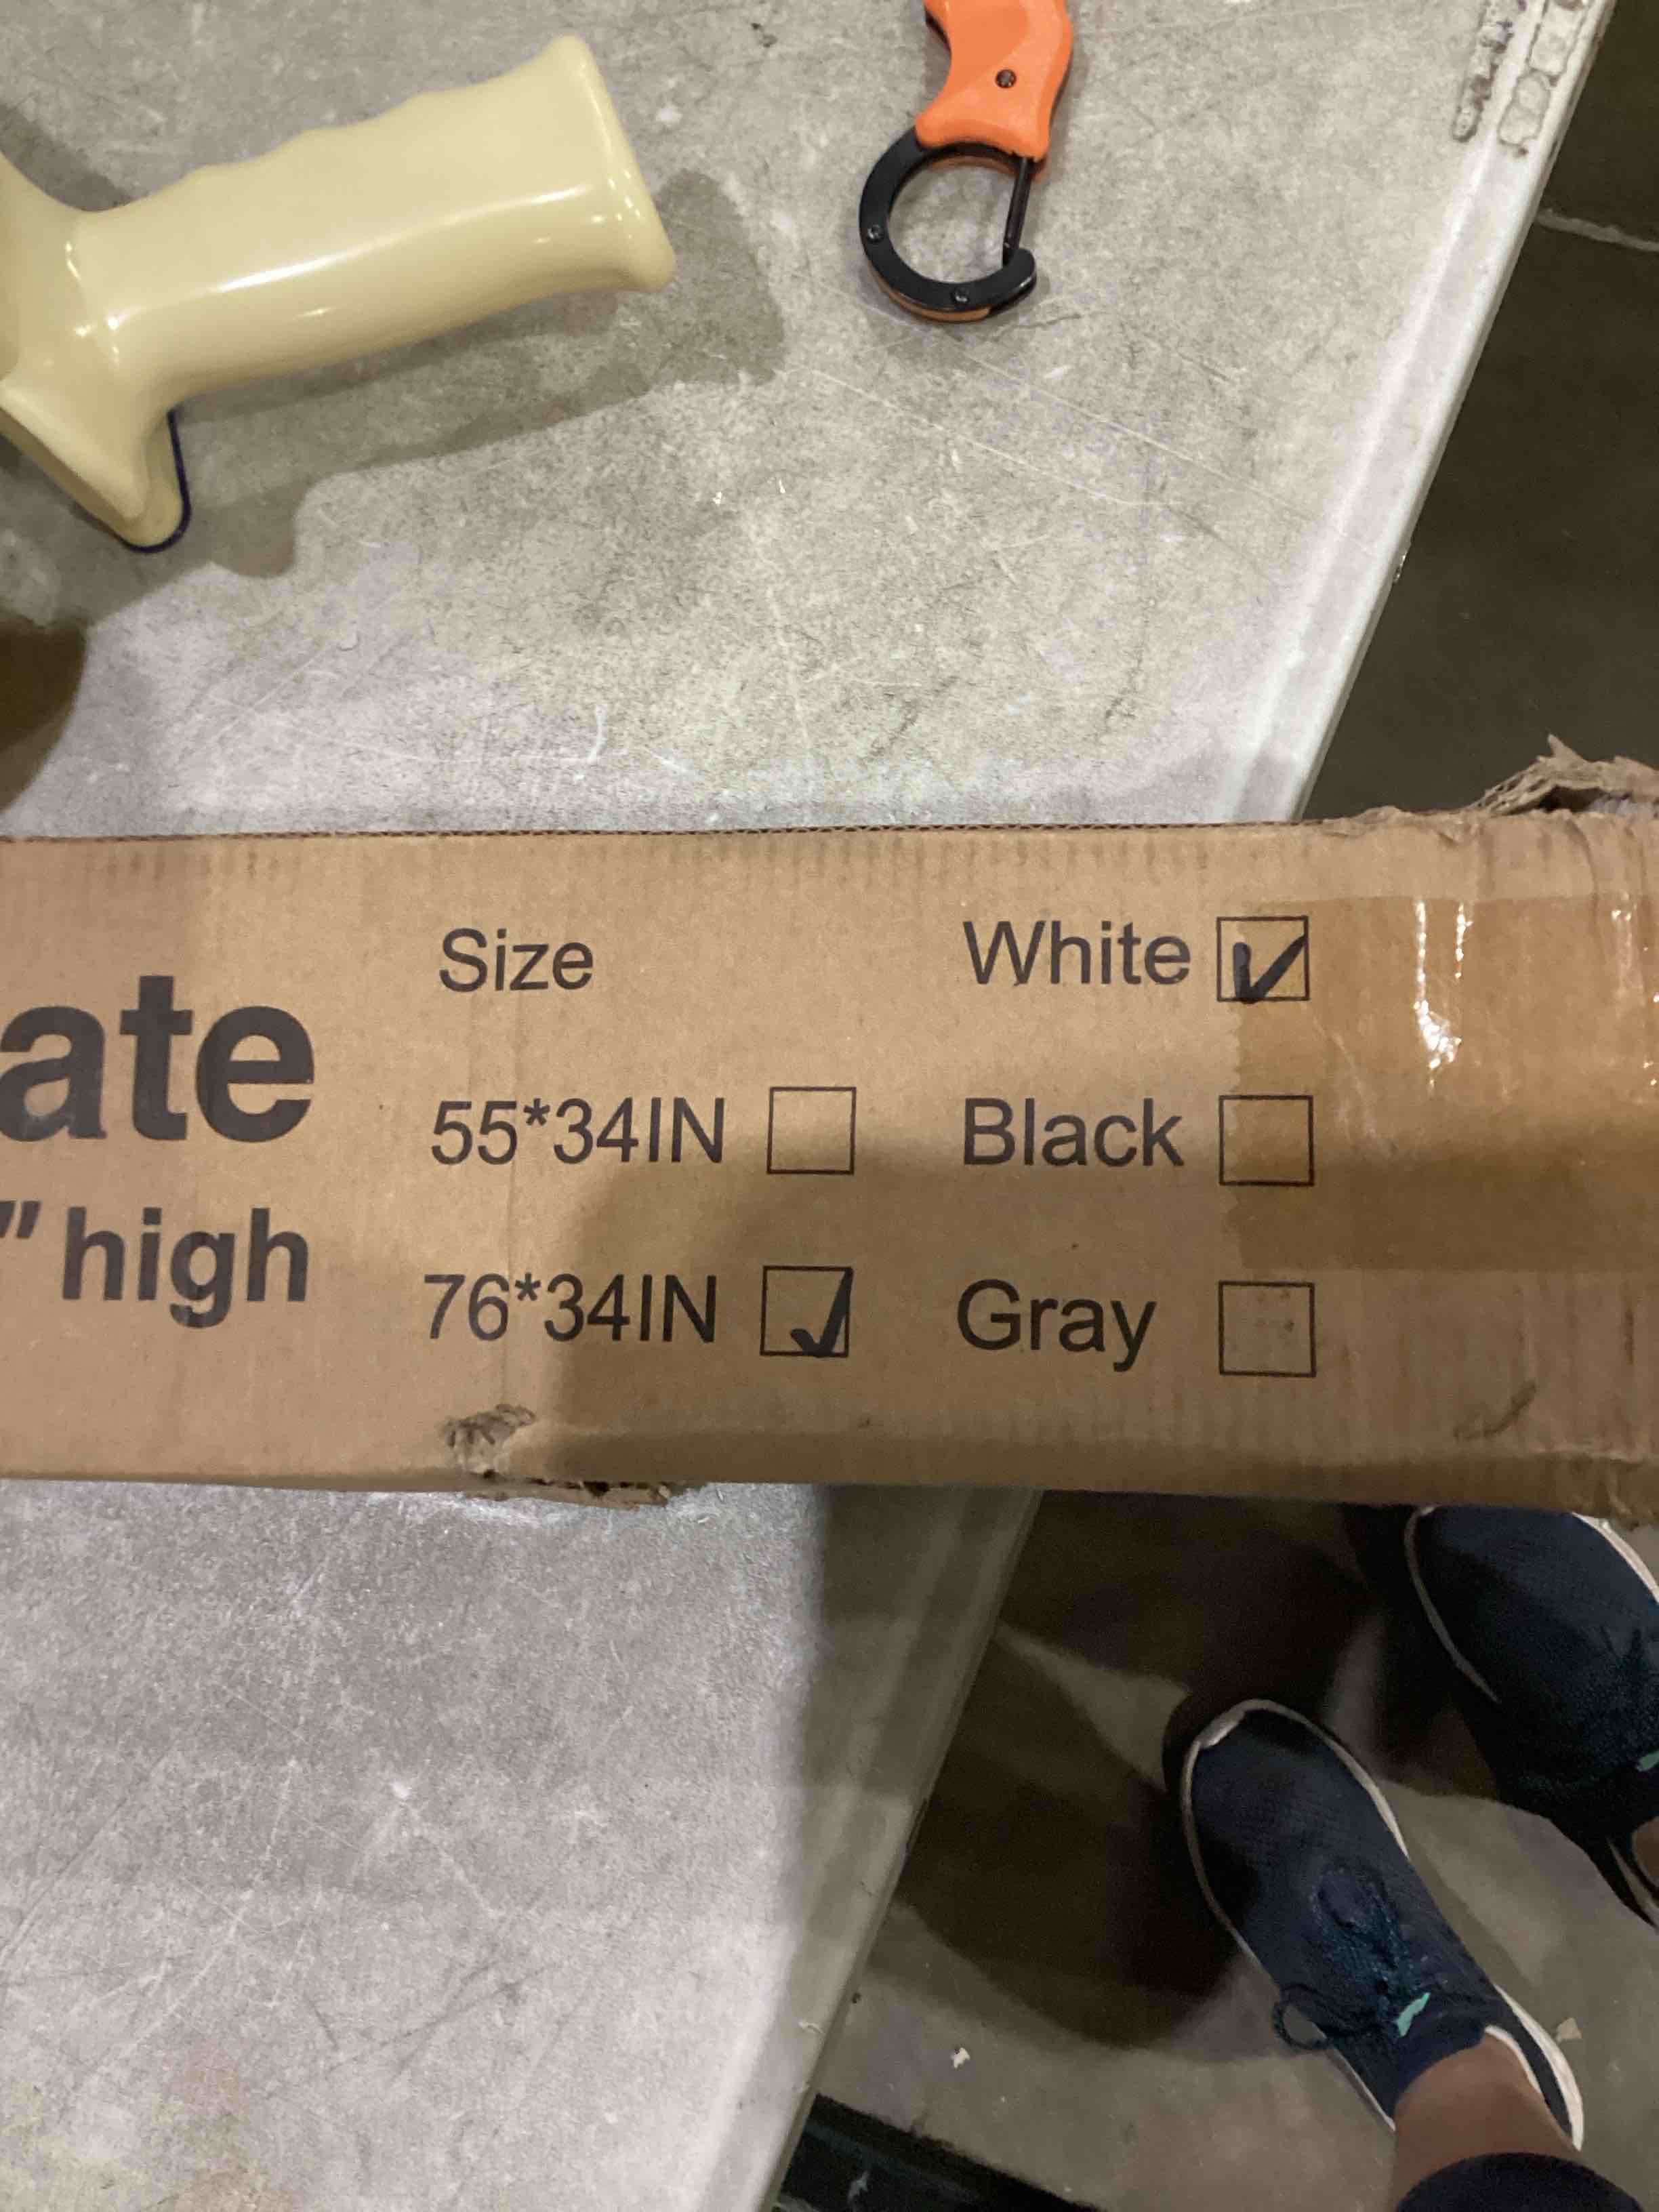 ate
" high
Size
55*34IN
76*34IN
White
Black
Gray